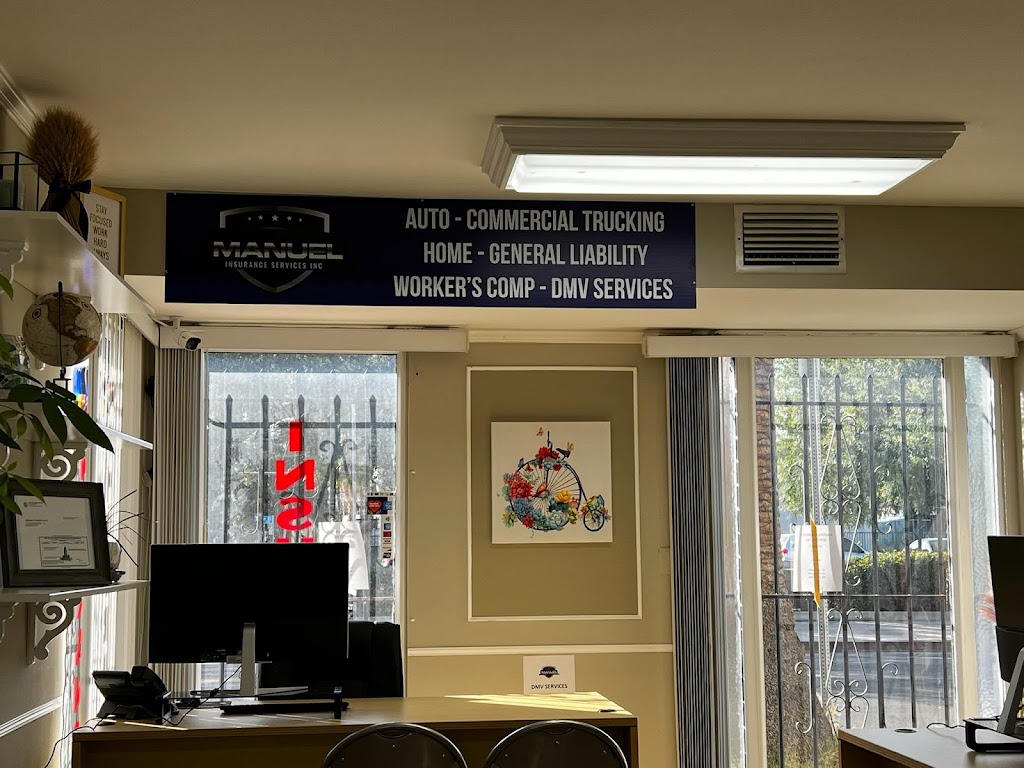 STAY
FOCUSED
WORK
HARD
MANUEL
INSURANCE SERVICES INC
AUTO - COMMERCIAL TRUCKING
HOME - GENERAL LIABILITY
WORKER'S COMP - DMV SERVICES
I
N
S
DMV SERVICES